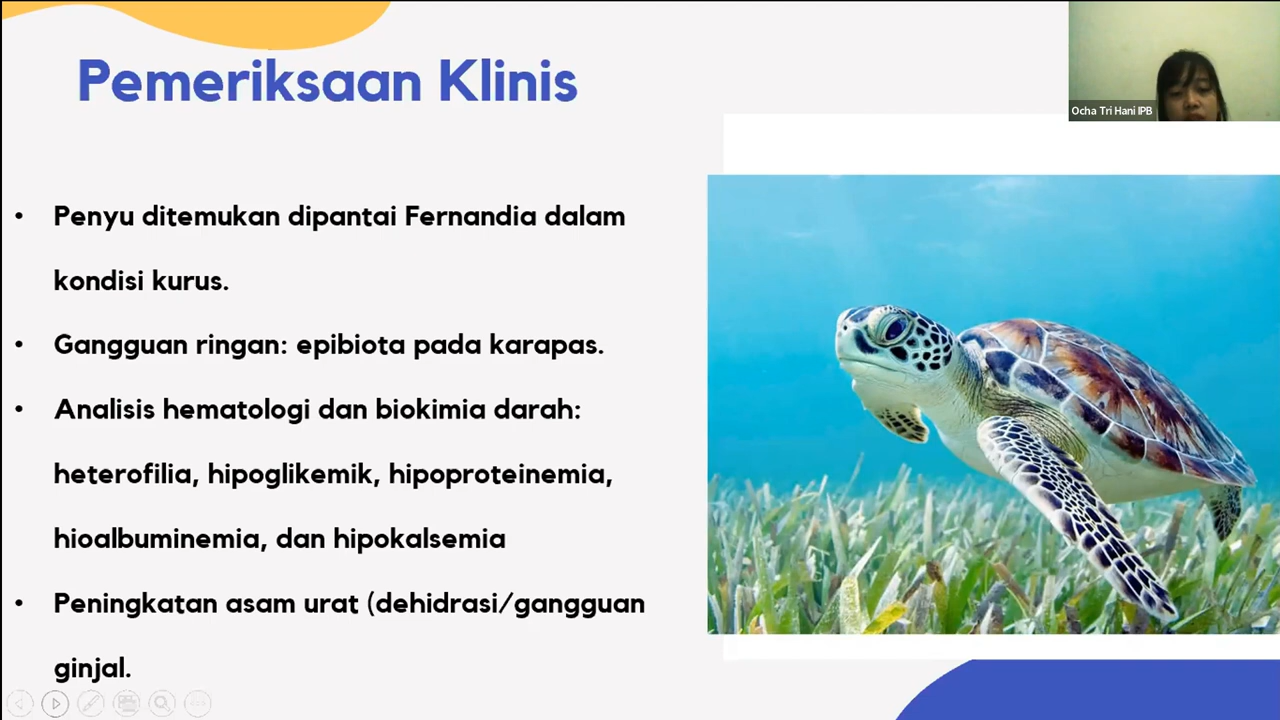 Pemeriksaan Klinis
Ocha Tri Hani IPB
• Penyu ditemukan dipantai Fernandia dalam
kondisi kurus.
• Gangguan ringan: epibiota pada karapas.
• Analisis hematologi dan biokimia darah:
heterofilia, hipoglikemik, hipoproteinemia,
hioalbuminemia, dan hipokalsemia
• Peningkatan asam urat (dehidrasi/gangguan
ginjal.